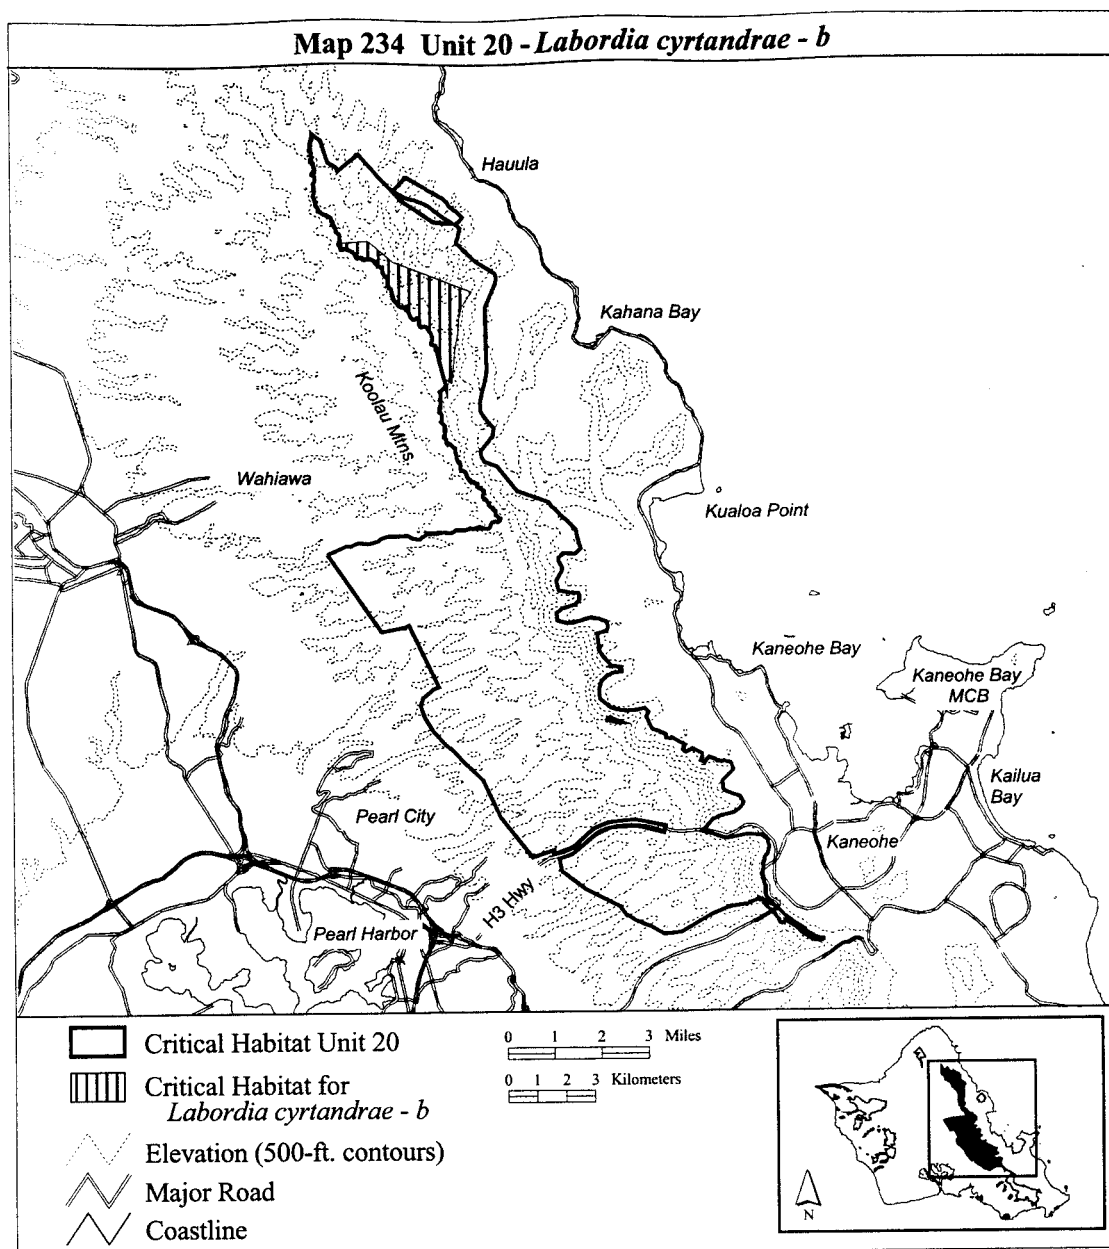 Map 234 Unit 20 - Labordia cyrtandrae - b
Hauula
Kahana Bay
Koolau Mtns.
Wahiawa
Kualoa Point
Kaneohe Bay
Kaneohe Bay
MCB
Kailua
Bay
Pearl City
Kaneohe
H3 Hwy
Pearl Harbor
Critical Habitat Unit 20
Critical Habitat for
Labordia cyrtandrae - b
Elevation (500-ft. contours)
Major Road
Coastline
0 1 2 3 Miles
0 1 2 3 Kilometers
N